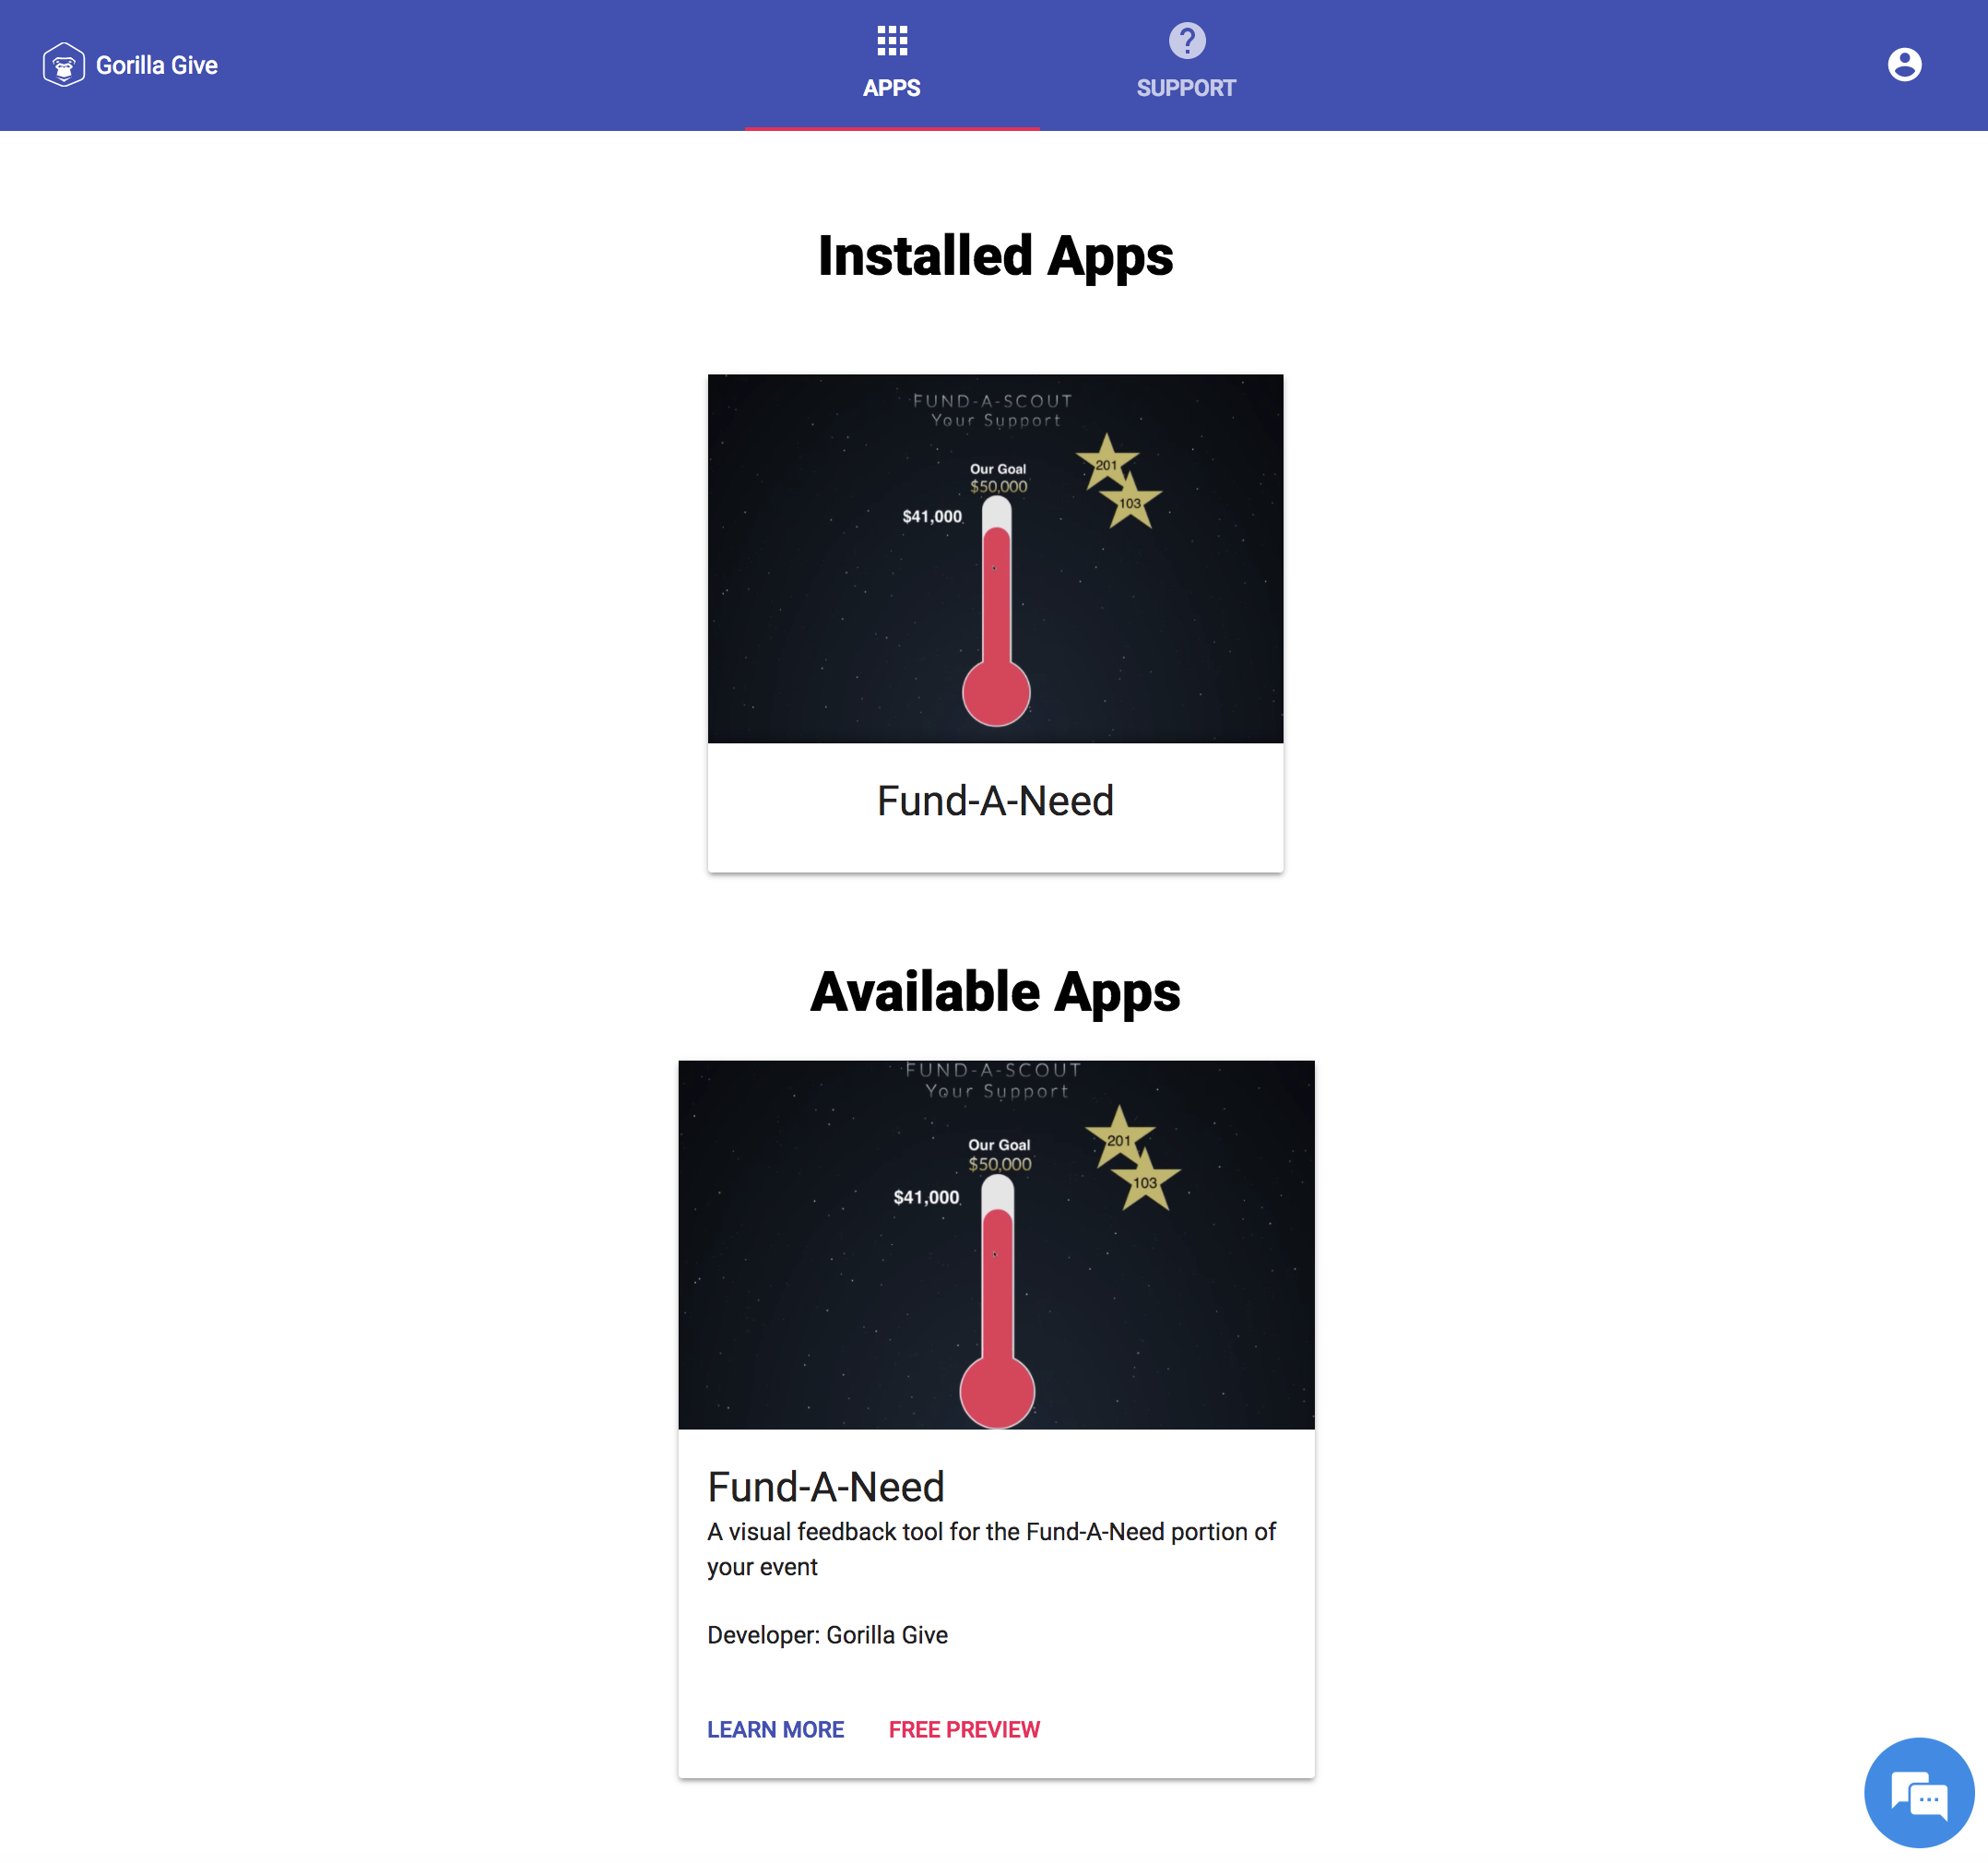 Gorilla Give
APPS
SUPPORT
Installed Apps
FUND-A-SCOUT
Your Support
Our Goal
$50,000
$41,000
201
103
Fund-A-Need
Available Apps
FUND-A-SCOUT
Your Support
Our Goal
$50,000
$41,000
201
103
Fund-A-Need
A visual feedback tool for the Fund-A-Need portion of
your event
Developer: Gorilla Give
LEARN MORE
FREE PREVIEW